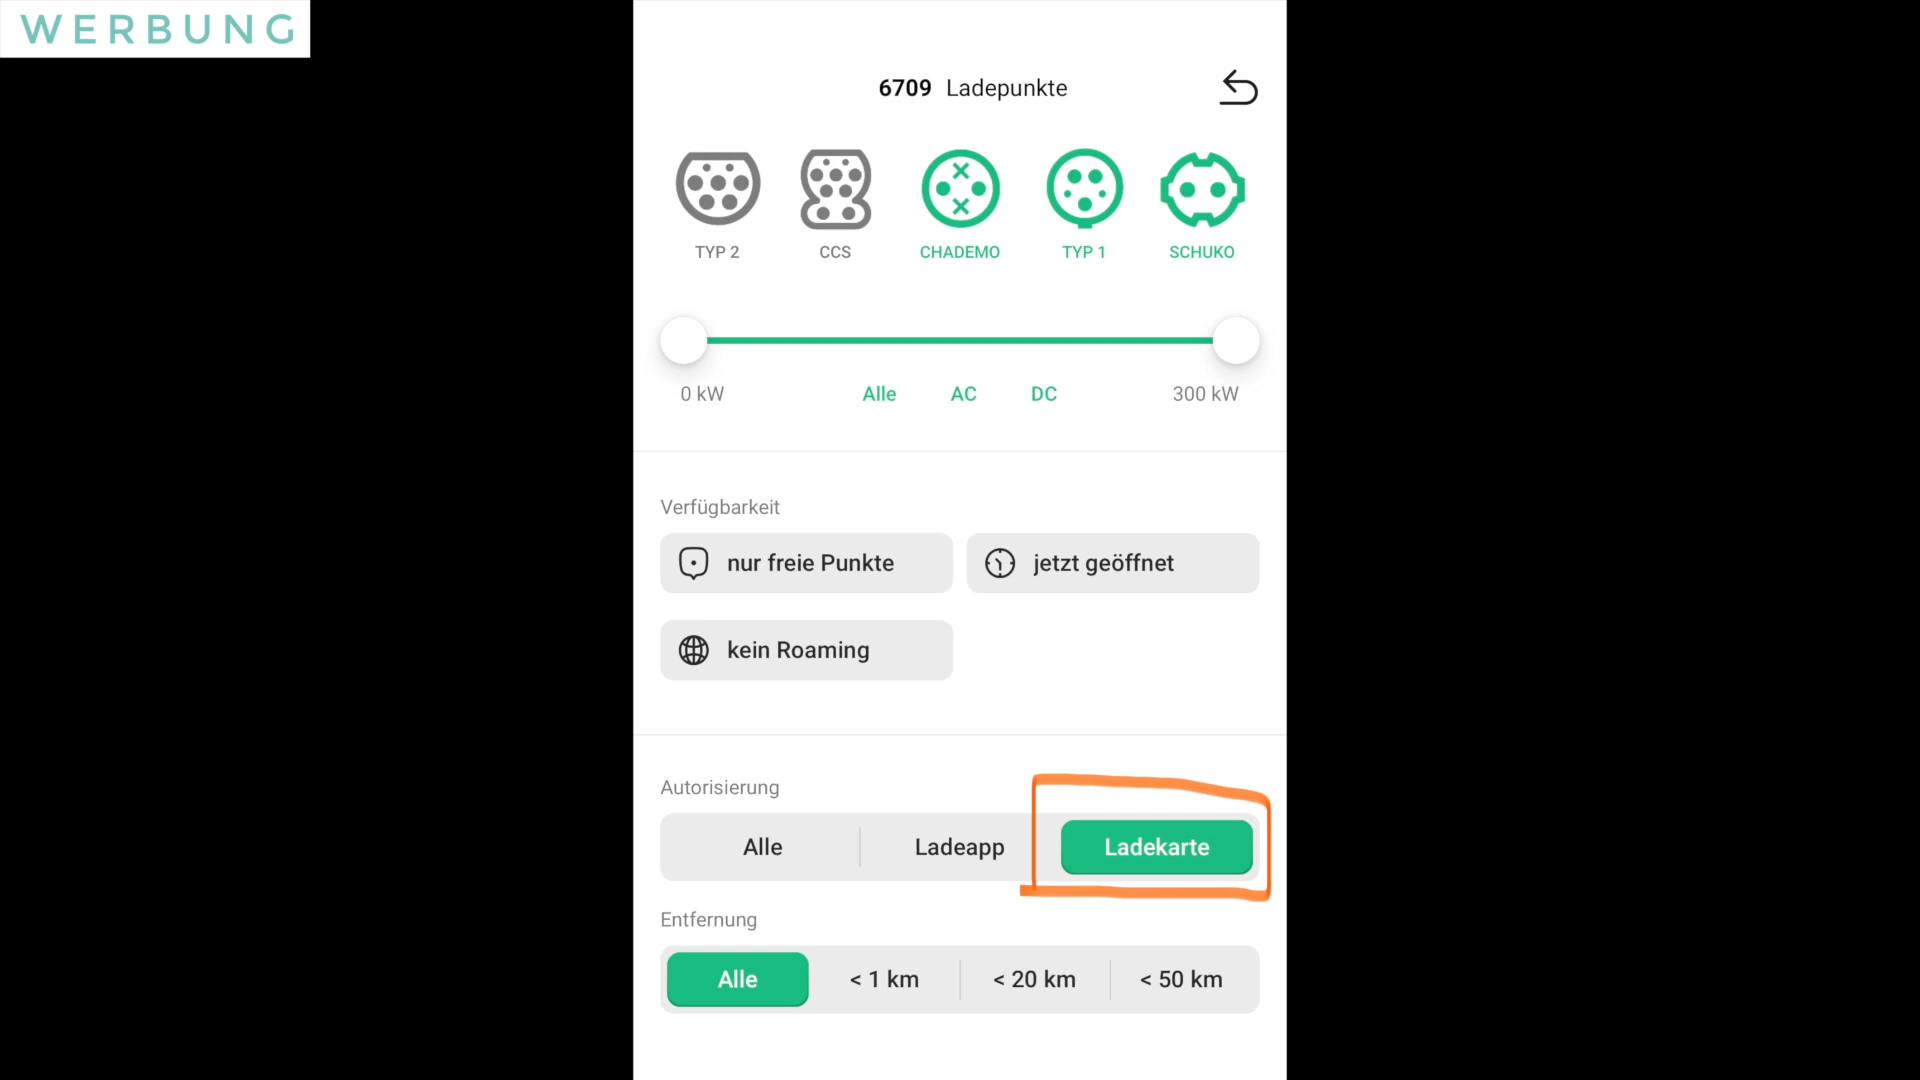 WERBUNG
6709 Ladepunkte
TYP 2 CCS CHADEMO TYP 1 SCHUKO
0 kW Alle AC DC 300 kW
Verfügbarkeit
nur freie Punkte jetzt geöffnet
kein Roaming
Autorisierung
Alle Ladeapp Ladekarte
Entfernung
Alle < 1 km < 20 km < 50 km